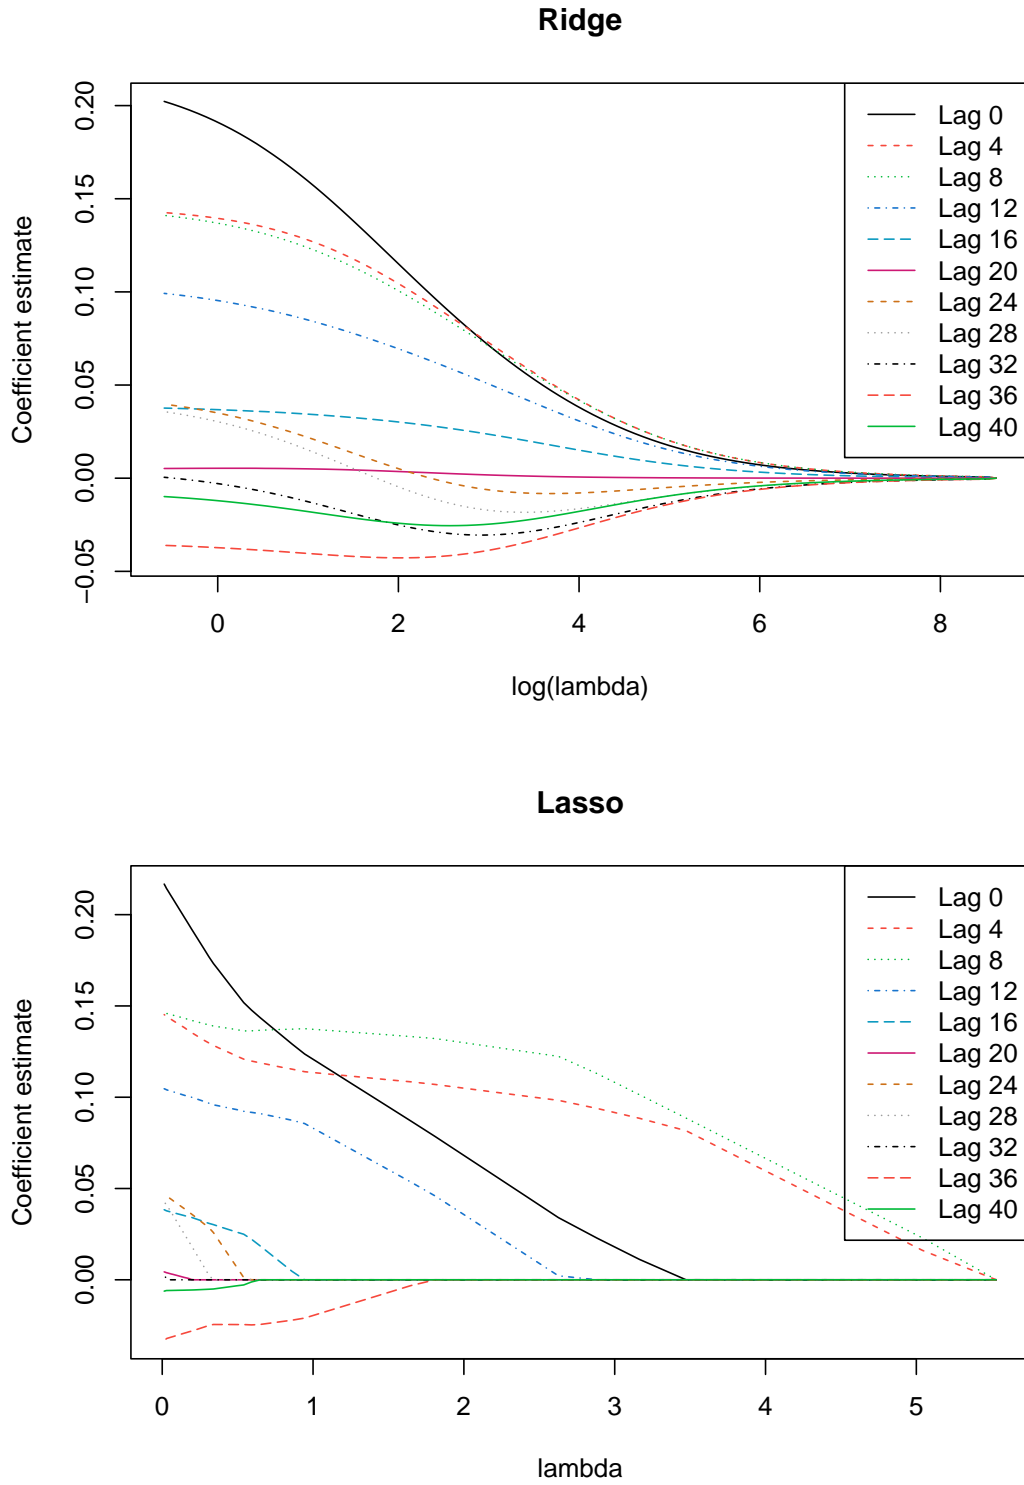 Ridge
0.20
0.15
0.10
0.05
0.00
−0.05
Coefficient estimate
Lag 0
Lag 4
Lag 8
Lag 12
Lag 16
Lag 20
Lag 24
Lag 28
Lag 32
Lag 36
Lag 40
0 2 4 6 8
log(lambda)
Lasso
0.20
0.15
0.10
0.05
0.00
Coefficient estimate
Lag 0
Lag 4
Lag 8
Lag 12
Lag 16
Lag 20
Lag 24
Lag 28
Lag 32
Lag 36
Lag 40
0 1 2 3 4 5
lambda